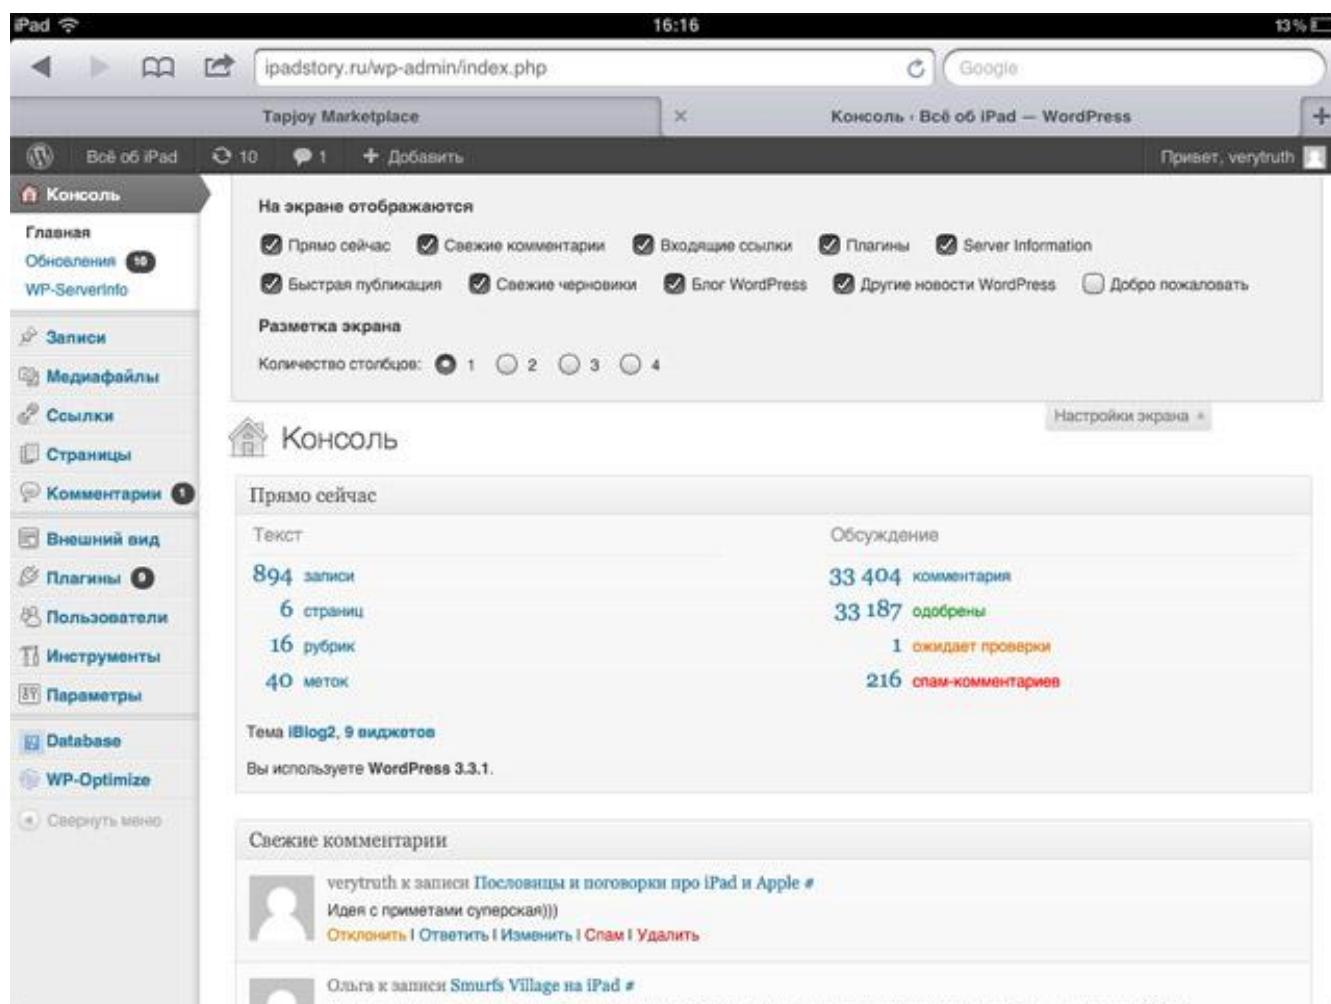 iPad 16:16 13%
ipadstory.ru/wp-admin/index.php Google
Tapjoy Marketplace Консоль ‹ Всё об iPad — WordPress
Всё об iPad 10 1 + Добавить Привет, verytruth
Консоль
Главная
Обновления 10
WP-ServerInfo
Записи
Медиафайлы
Ссылки
Страницы
Комментарии 1
Внешний вид
Плагины 9
Пользователи
Инструменты
Параметры
Database
WP-Optimize
Свернуть меню
На экране отображаются
Прямо сейчас Свежие комментарии Входящие ссылки Плагины Server Information
Быстрая публикация Свежие черновики Блог WordPress Другие новости WordPress Добро пожаловать
Разметка экрана
Количество столбцов: 1 2 3 4
Настройки экрана
Консоль
Прямо сейчас
Текст
894 записи
6 страниц
16 рубрик
40 меток
Обсуждение
33 404 комментария
33 187 одобрены
1 ожидает проверки
216 спам-комментариев
Тема iBlog2, 9 виджетов
Вы используете WordPress 3.3.1.
Свежие комментарии
verytruth к записи Пословицы и поговорки про iPad и Apple #
Идея с приметами суперская)))
Отклонить | Ответить | Изменить | Спам | Удалить
Ольга к записи Smurfs Village на iPad #